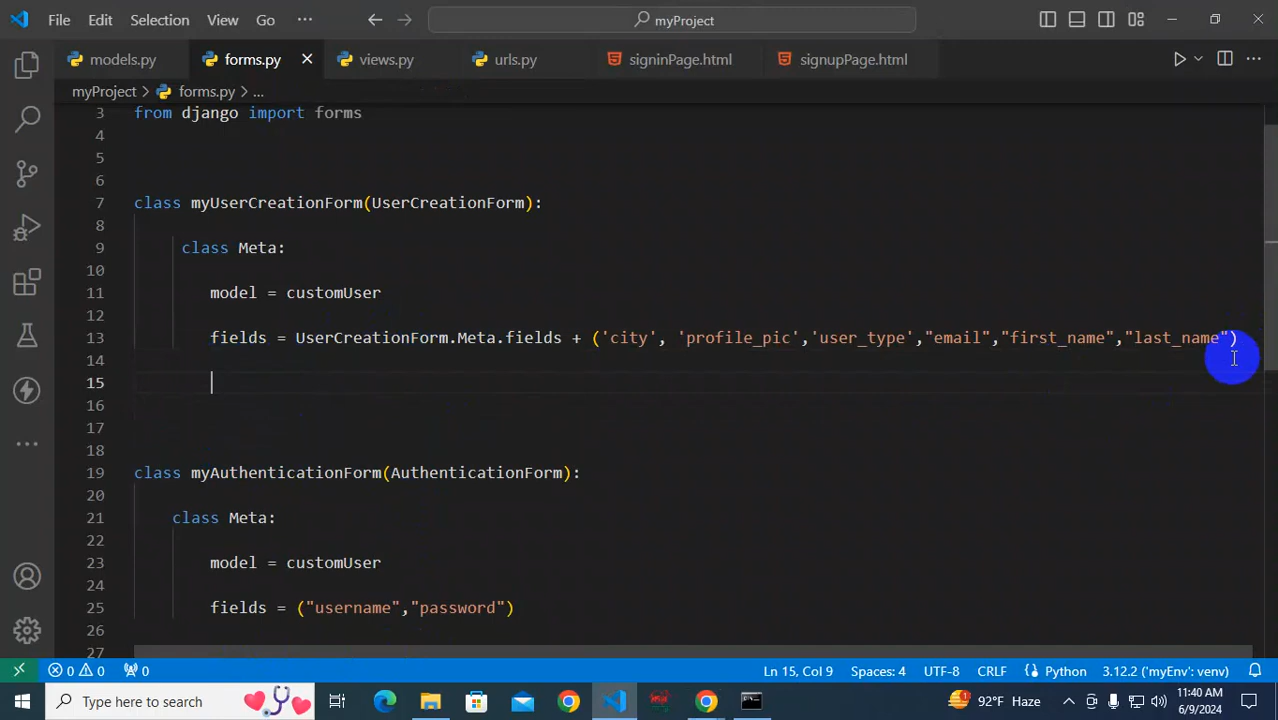 File Edit Selection View Go ··· myProject
models.py forms.py views.py urls.py signinPage.html signupPage.html
myProject > forms.py > ...
3 from django import forms
4
5
6
7 class myUserCreationForm(UserCreationForm):
8
9 class Meta:
10
11 model = customUser
12
13 fields = UserCreationForm.Meta.fields + ('city', 'profile_pic','user_type',"email","first_name","last_name")
14
15
16
17
18
19 class myAuthenticationForm(AuthenticationForm):
20
21 class Meta:
22
23 model = customUser
24
25 fields = ("username","password")
26
27
0 0 0 Ln 15, Col 9 Spaces: 4 UTF-8 CRLF Python 3.12.2 ('myEnv': venv)
Type here to search 1 92°F Haze 11:40 AM
6/9/2024